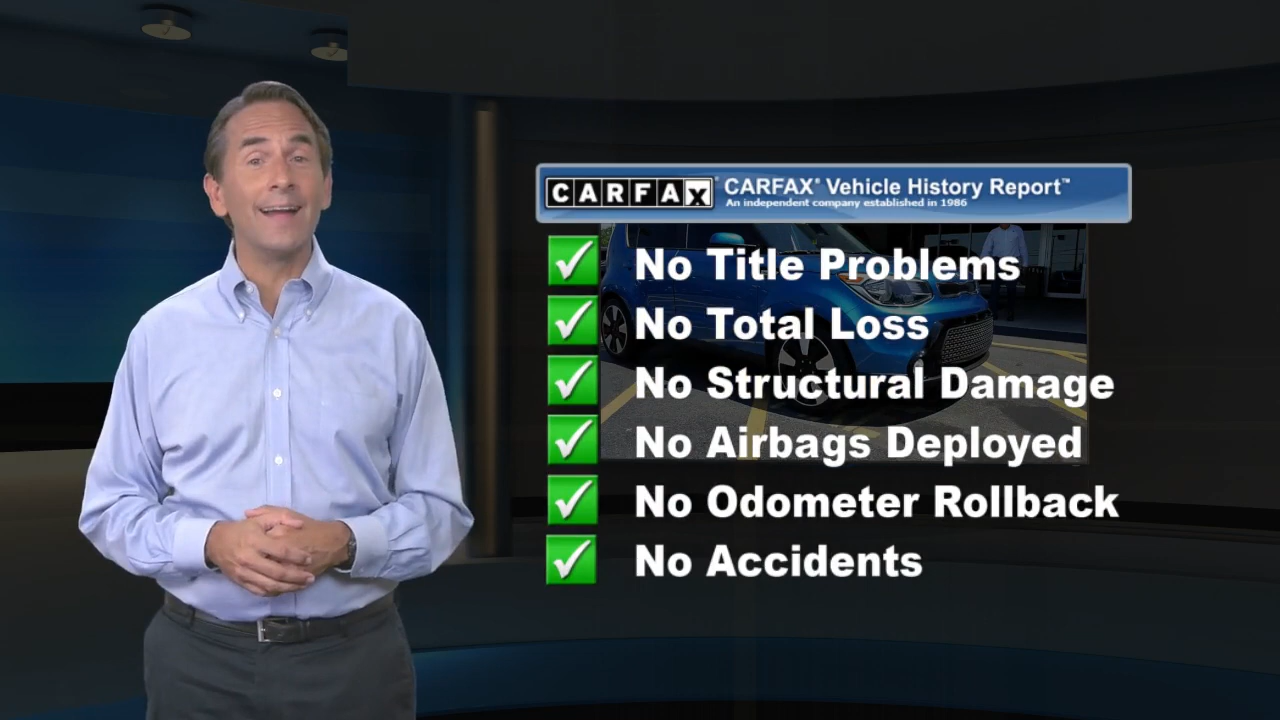 CARFAX® CARFAX® Vehicle History Report™
An independent company established in 1986
No Title Problems
No Total Loss
No Structural Damage
No Airbags Deployed
No Odometer Rollback
No Accidents